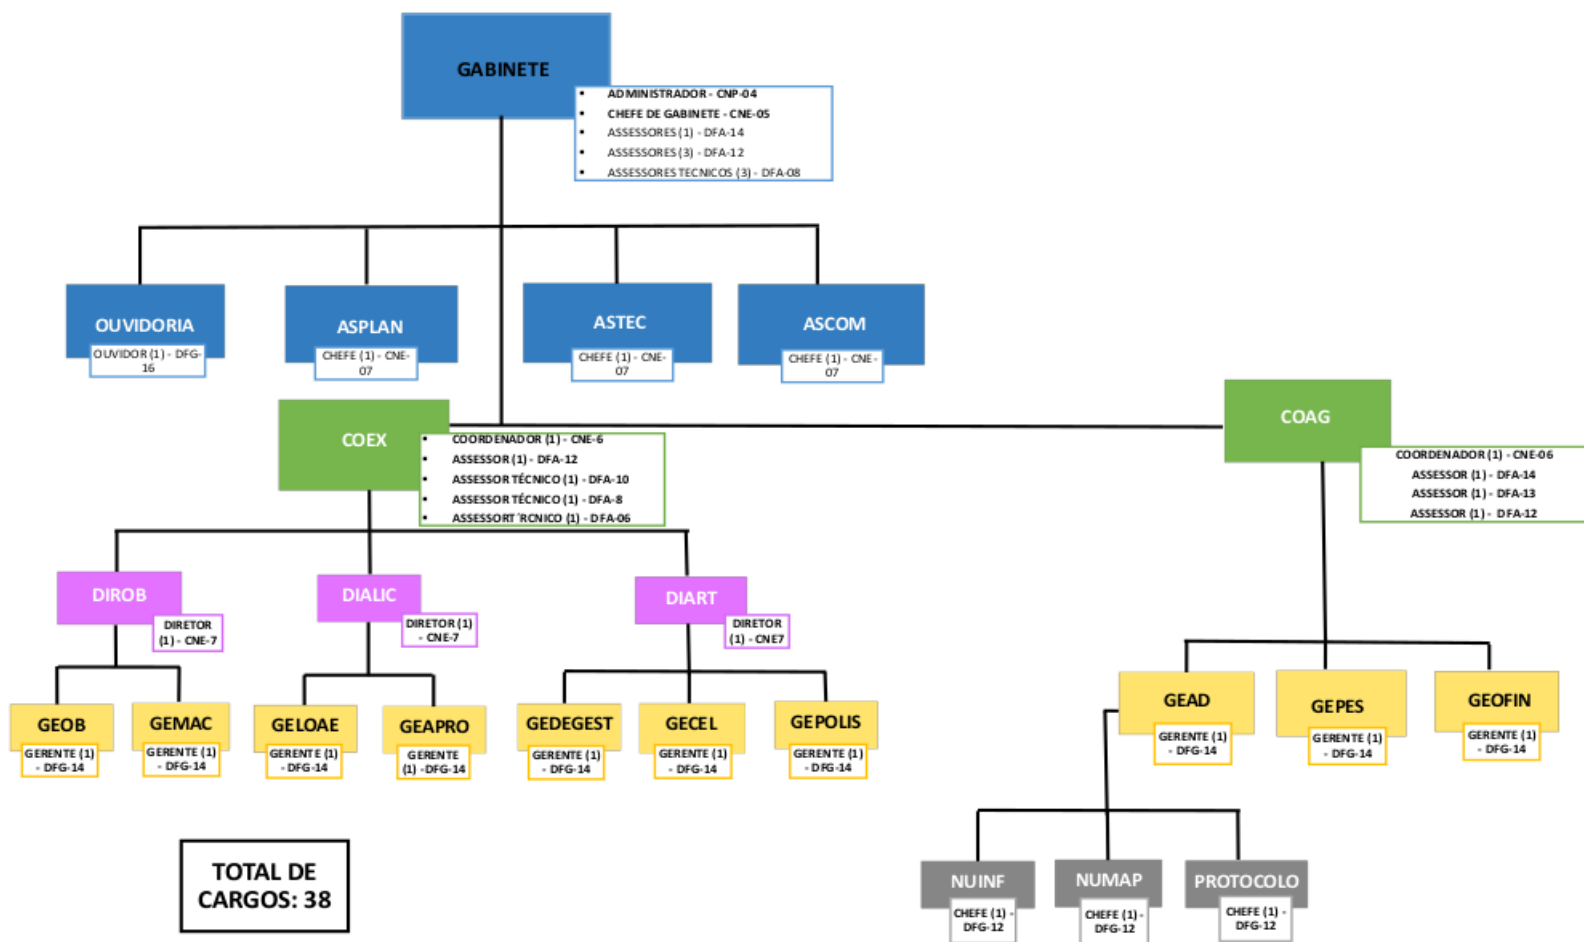 GABINETE
▪ ADMINISTRADOR - CNP-04
▪ CHEFE DE GABINETE - CNE-05
▪ ASSESSORES (1) - DFA-14
▪ ASSESSORES (3) - DFA-12
▪ ASSESSORES TECNICOS (3) - DFA-08
OUVIDORIA
OUVIDOR (1) - DFG-
16
ASPLAN
CHEFE (1) - CNE-
07
ASTEC
CHEFE (1) - CNE-
07
ASCOM
CHEFE (1) - CNE-
07
COEX
▪ COORDENADOR (1) - CNE-6
▪ ASSESSOR (1) - DFA-12
▪ ASSESSOR TÉCNICO (1) - DFA-10
▪ ASSESSOR TÉCNICO (1) - DFA-8
▪ ASSESSORT´RCNICO (1) - DFA-06
COAG
COORDENADOR (1) - CNE-06
ASSESSOR (1) - DFA-14
ASSESSOR (1) - DFA-13
ASSESSOR (1) - DFA-12
DIROB
DIRETOR
(1) - CNE-7
DIALIC
DIRETOR (1)
- CNE-7
DIART
DIRETOR
(1) - CNE7
GEOB
GERENTE (1)
- DFG-14
GEMAC
GERENTE (1)
- DFG-14
GELOAE
GERENTE (1)
- DFG-14
GEAPRO
GERENTE
(1) -DFG-14
GEDEGEST
GERENTE (1)
- DFG-14
GECEL
GERENTE (1)
- DFG-14
GEPOLIS
GERENTE (1)
- DFG-14
GEAD
GERENTE (1)
- DFG-14
GEPES
GERENTE (1)
- DFG-14
GEOFIN
GERENTE (1)
- DFG-14
NUINF
CHEFE (1) -
DFG-12
NUMAP
CHEFE (1) -
DFG-12
PROTOCOLO
CHEFE (1) -
DFG-12
TOTAL DE
CARGOS: 38